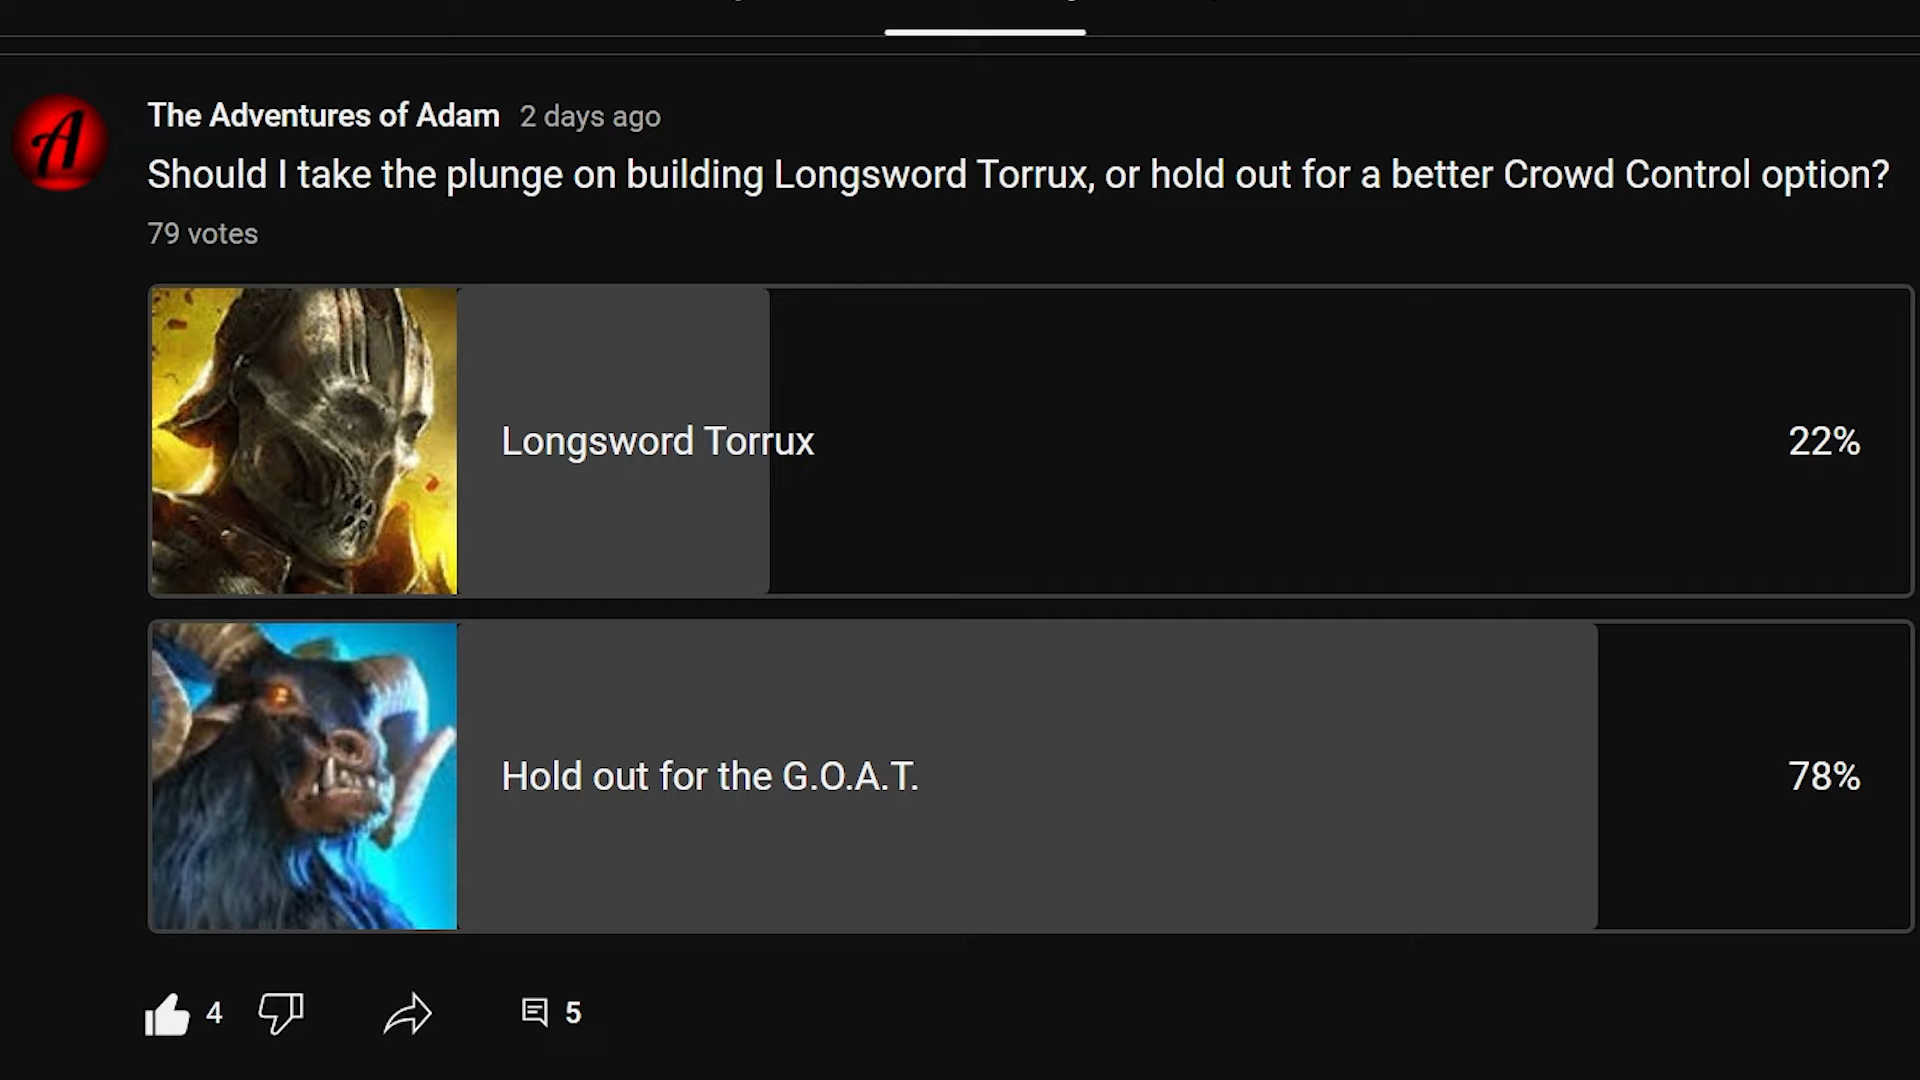 A
The Adventures of Adam 2 days ago
Should I take the plunge on building Longsword Torrux, or hold out for a better Crowd Control option?
79 votes
Longsword Torrux 22%
Hold out for the G.O.A.T. 78%
4 5